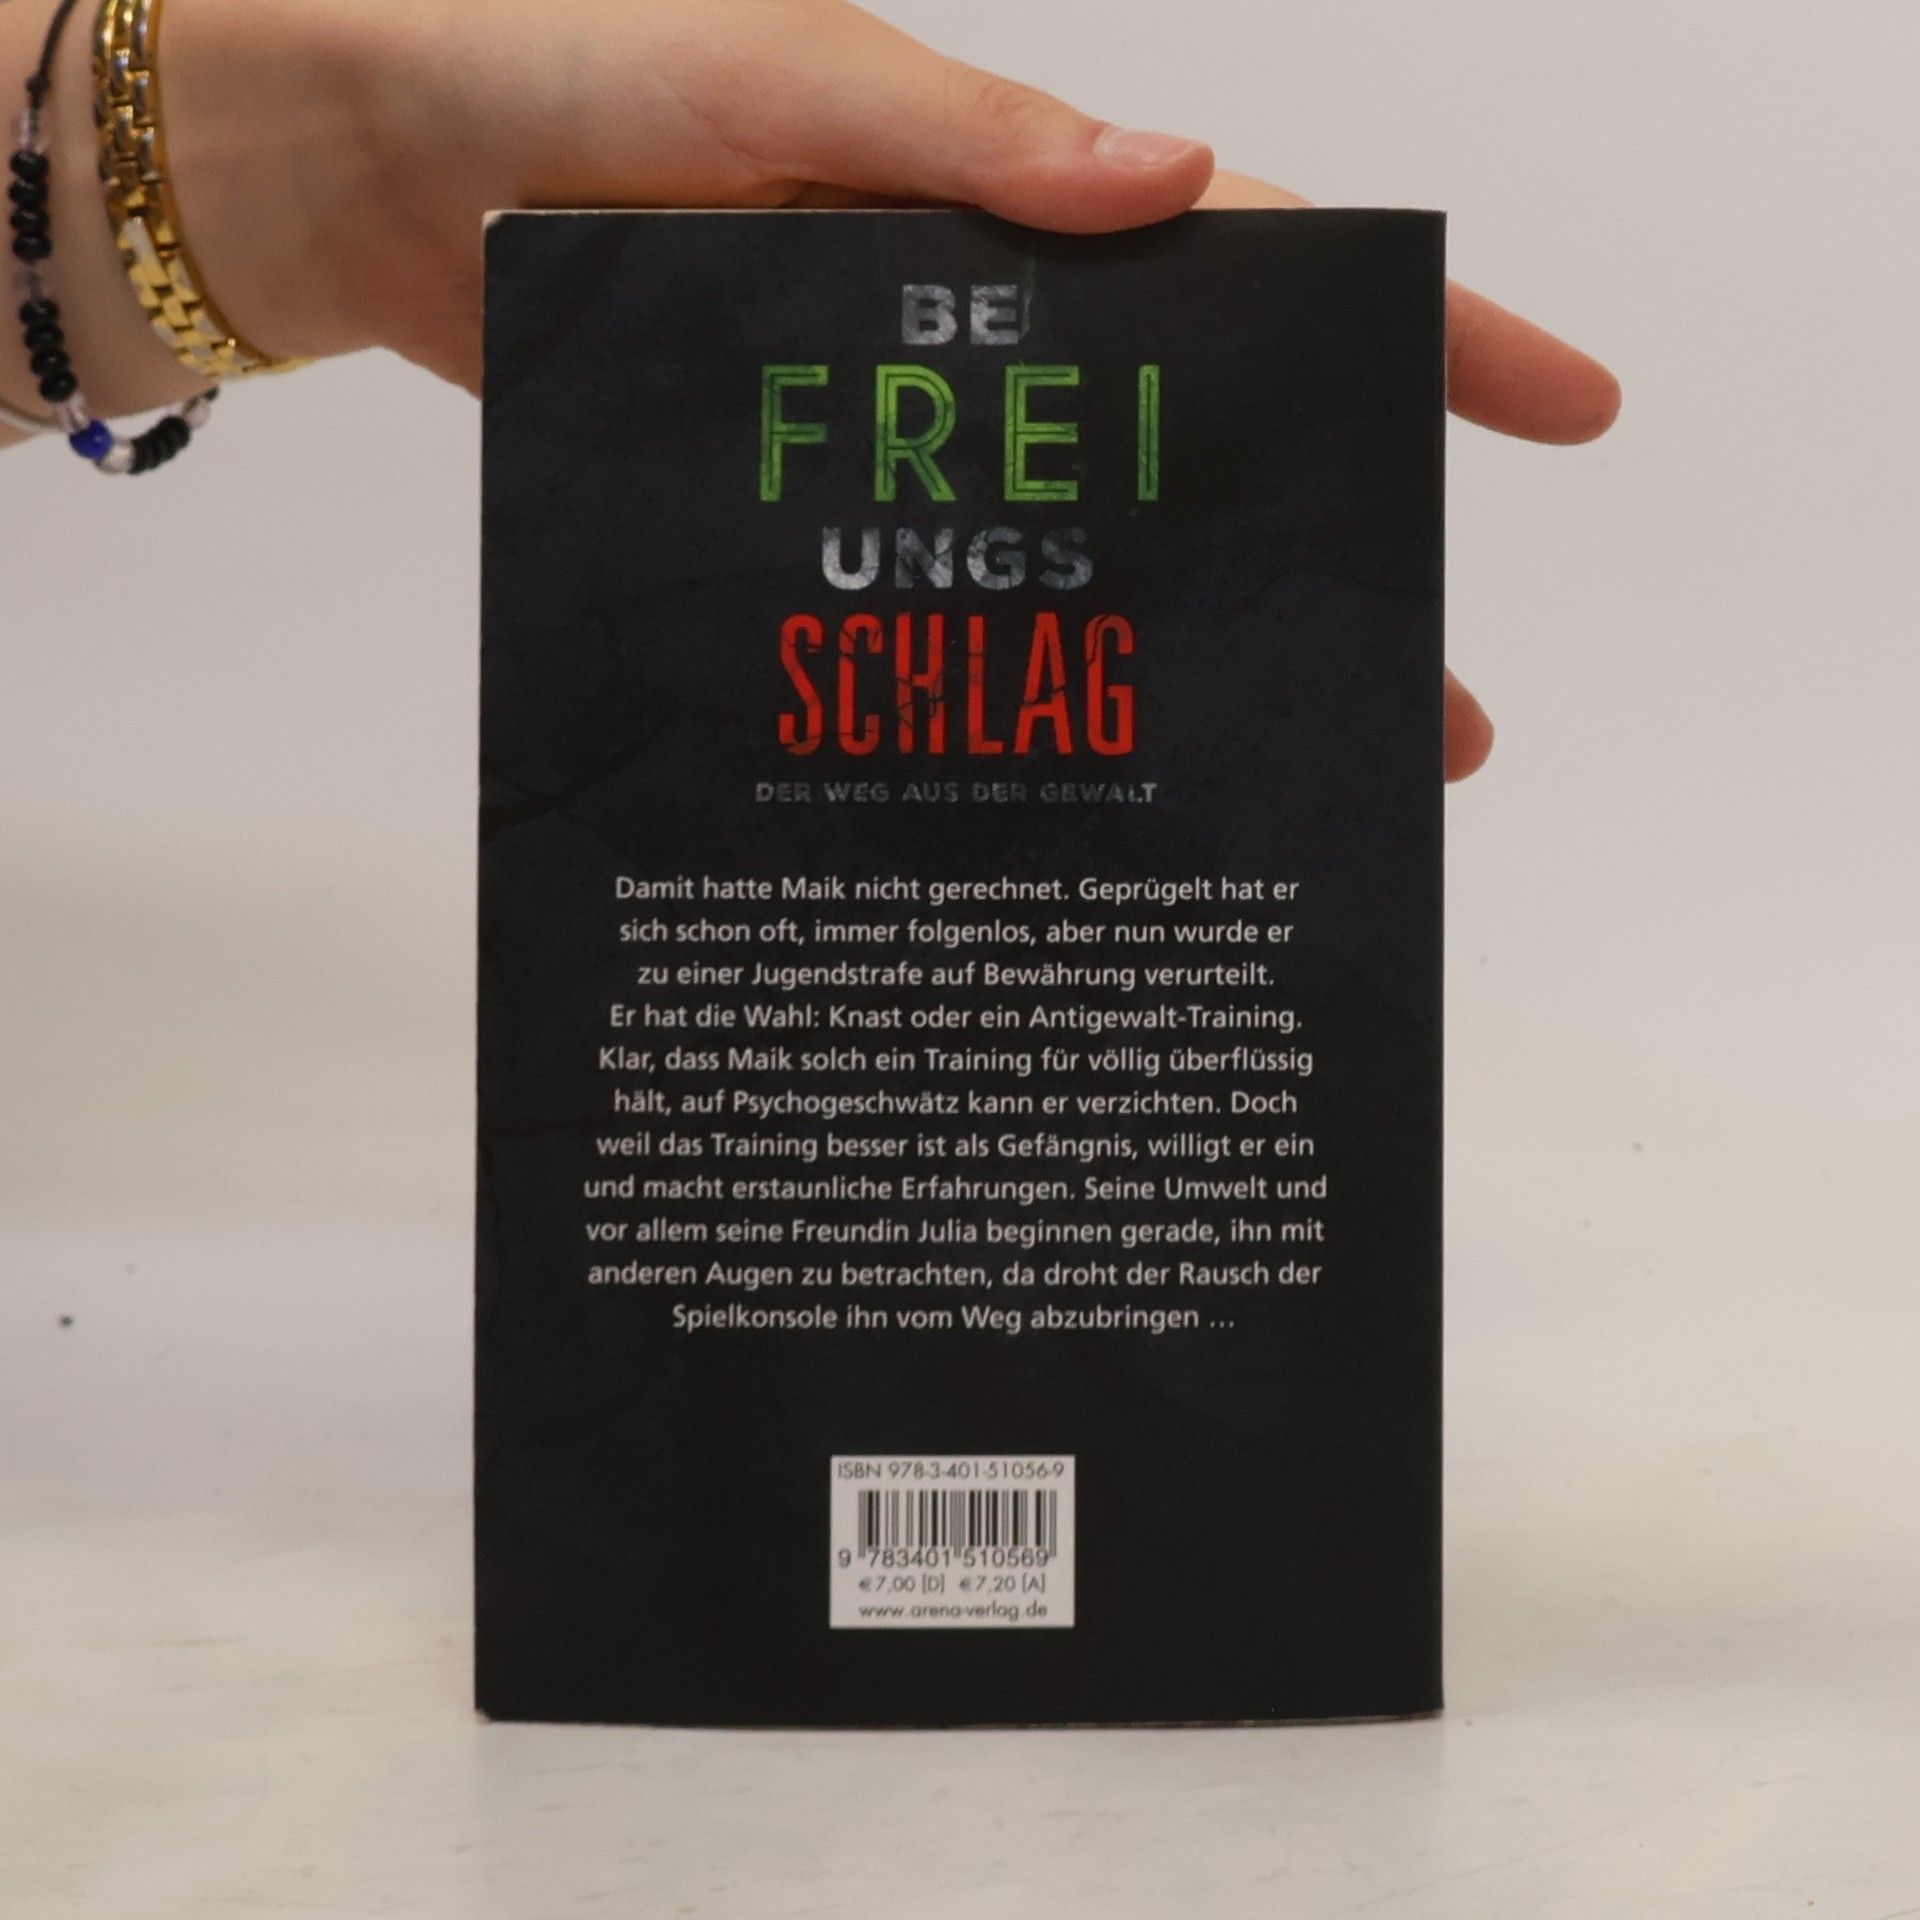 BE
FREI
UNGS
SCHLAG
DER WEG AUS DER GEWALT
Damit hatte Maik nicht gerechnet. Geprügelt hat er
sich schon oft, immer folgenlos, aber nun wurde er
zu einer Jugendstrafe auf Bewährung verurteilt.
Er hat die Wahl: Knast oder ein Antigewalt-Training.
Klar, dass Maik solch ein Training für völlig überflüssig
hält, auf Psychogeschwätz kann er verzichten. Doch
weil das Training besser ist als Gefängnis, willigt er ein
und macht erstaunliche Erfahrungen. Seine Umwelt und
vor allem seine Freundin Julia beginnen gerade, ihn mit
anderen Augen zu betrachten, da droht der Rausch der
Spielkonsole ihn vom Weg abzubringen ...
ISBN 978-3-401-51056-9
9 783401 510569
€ 7,00 [D] € 7,20 [A]
www.arena-verlag.de